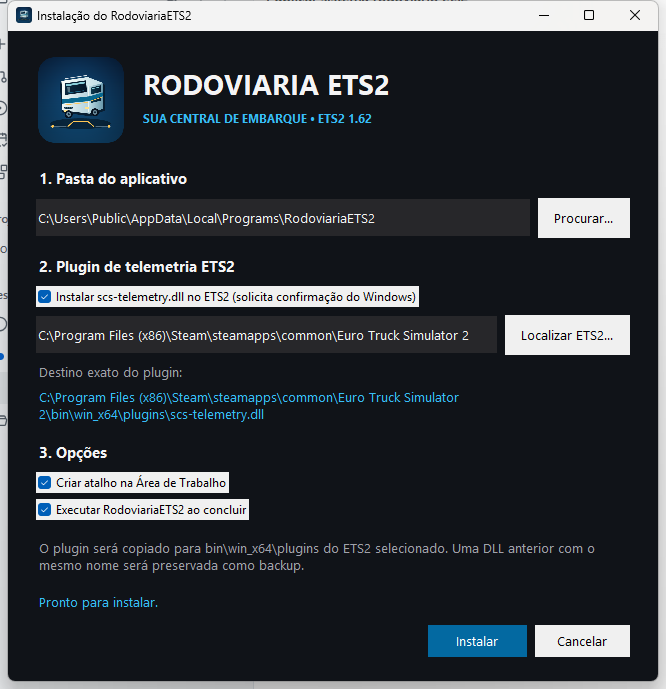 Instalação do RodoviariaETS2
RODOVIARIA ETS2
SUA CENTRAL DE EMBARQUE • ETS2 1.62
1. Pasta do aplicativo
C:\Users\Public\AppData\Local\Programs\RodoviariaETS2
Procurar...
2. Plugin de telemetria ETS2
Instalar scs-telemetry.dll no ETS2 (solicita confirmação do Windows)
C:\Program Files (x86)\Steam\steamapps\common\Euro Truck Simulator 2
Localizar ETS2...
Destino exato do plugin:
C:\Program Files (x86)\Steam\steamapps\common\Euro Truck Simulator
2\bin\win_x64\plugins\scs-telemetry.dll
3. Opções
Criar atalho na Área de Trabalho
Executar RodoviariaETS2 ao concluir
O plugin será copiado para bin\win_x64\plugins do ETS2 selecionado. Uma DLL anterior com o
mesmo nome será preservada como backup.
Pronto para instalar.
Instalar
Cancelar